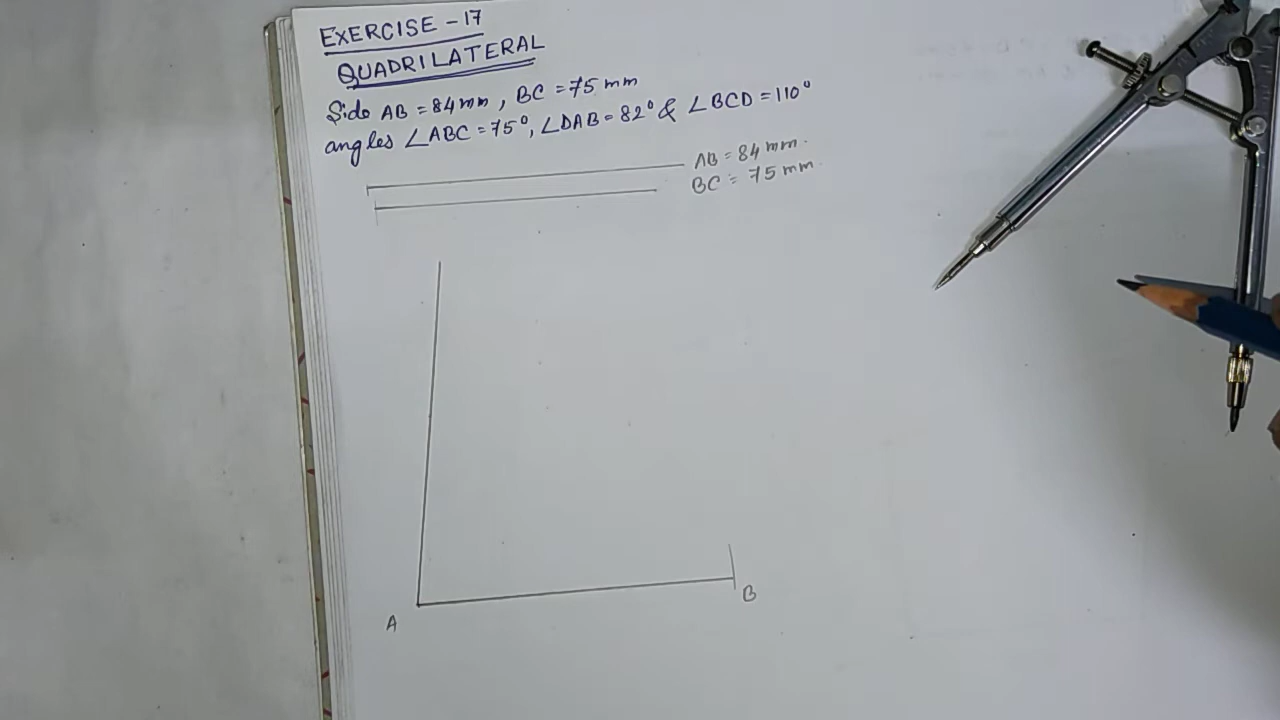 EXERCISE - 17
QUADRILATERAL
Side AB = 84 mm, BC = 75 mm
angles ∠ABC = 75°, ∠DAB = 82° & ∠BCD = 110°
AB = 84 mm.
BC = 75 mm.
A
B